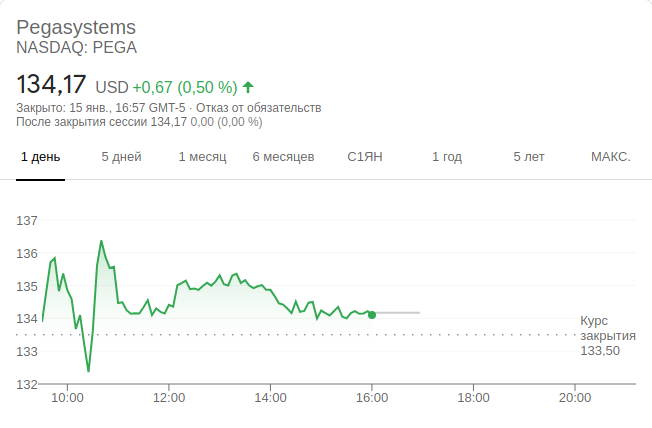 Pegasystems
NASDAQ: PEGA
134,17 USD +0,67 (0,50 %)
Закрыто: 15 янв., 16:57 GMT-5 · Отказ от обязательств
После закрытия сессии 134,17 0,00 (0,00 %)
1 день 5 дней 1 месяц 6 месяцев С1ЯН 1 год 5 лет МАКС.
137
136
135
134
133
132
Курс
закрытия
133,50
10:00 12:00 14:00 16:00 18:00 20:00